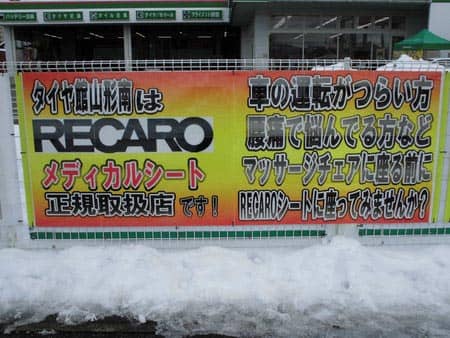 タイヤ館山形南は
RECARO
メディカルシート
正規取扱店です!
車の運転がつらい方
腰痛で悩んでる方など
マッサージチェアに座る前に
RECAROシートに座ってみませんか?